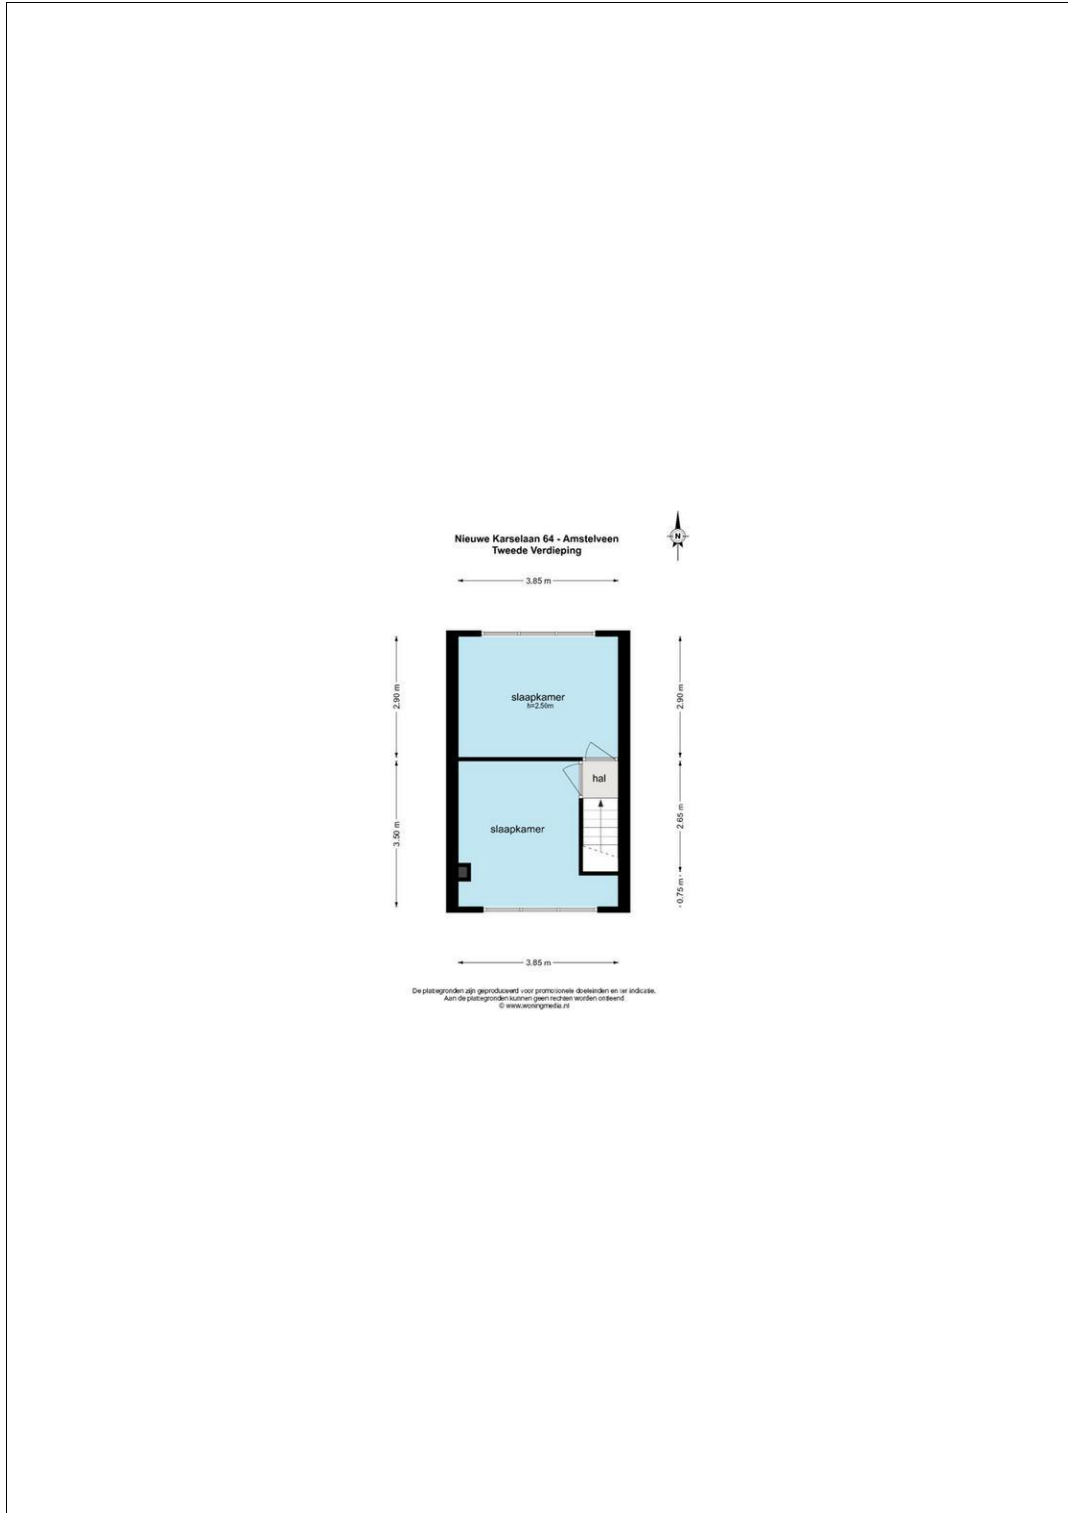 Nieuwe Karselaan 64 - Amstelveen
Tweede Verdieping
N
3.85 m
2.90 m
2.90 m
slaapkamer
h=2.50m
hal
3.50 m
2.65 m
slaapkamer
0.75 m
3.85 m
De plattegronden zijn geproduceerd voor promotionele doeleinden en ter indicatie.
Aan de plattegronden kunnen geen rechten worden ontleend
© www.woningmedia.nl